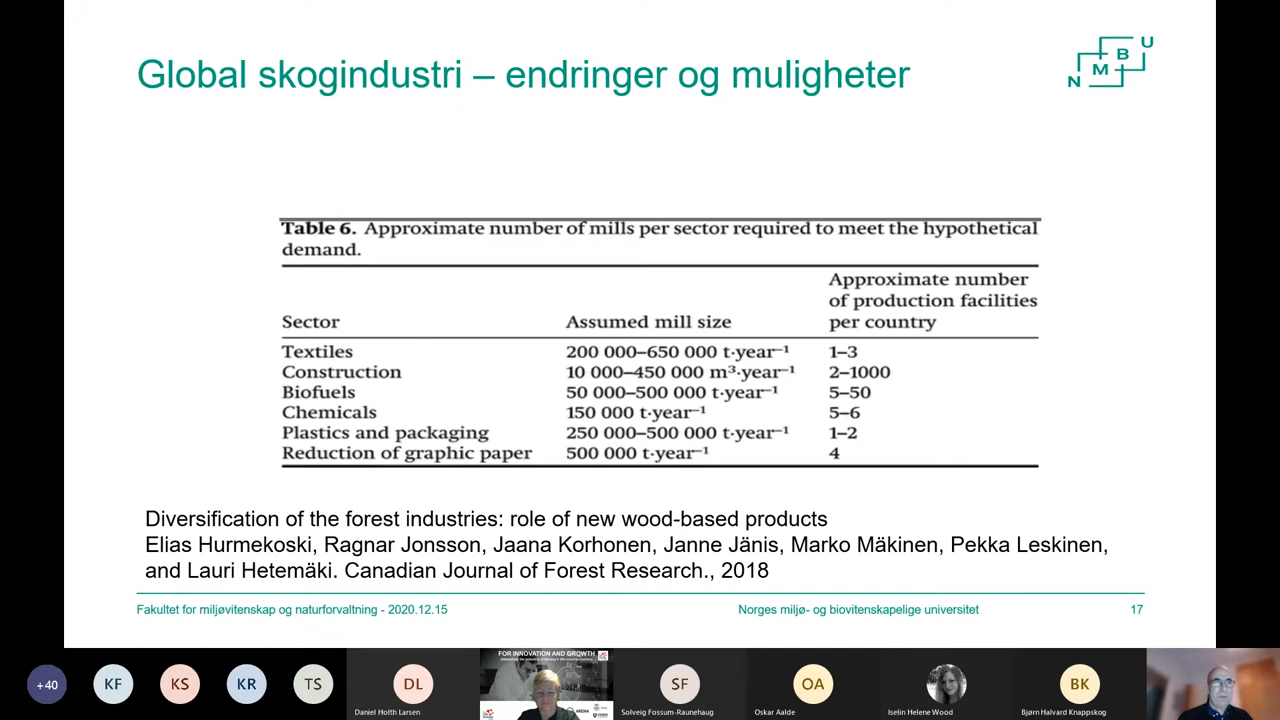 Global skogindustri – endringer og muligheter
N M B U
Table 6. Approximate number of mills per sector required to meet the hypothetical
demand.
Sector Assumed mill size Approximate number of production facilities per country
Textiles 200 000–650 000 t·year⁻¹ 1–3
Construction 10 000–450 000 m³·year⁻¹ 2–1000
Biofuels 50 000–500 000 t·year⁻¹ 5–50
Chemicals 150 000 t·year⁻¹ 5–6
Plastics and packaging 250 000–500 000 t·year⁻¹ 1–2
Reduction of graphic paper 500 000 t·year⁻¹ 4
Diversification of the forest industries: role of new wood-based products
Elias Hurmekoski, Ragnar Jonsson, Jaana Korhonen, Janne Jänis, Marko Mäkinen, Pekka Leskinen,
and Lauri Hetemäki. Canadian Journal of Forest Research., 2018
Fakultet for miljøvitenskap og naturforvaltning - 2020.12.15 Norges miljø- og biovitenskapelige universitet 17
FOR INNOVATION AND GROWTH
+40 KF KS KR TS DL SF OA BK
Daniel Holth Larsen Solveig Fossum-Raunehaug Oskar Aalde Iselin Helene Wood Bjørn Halvard Knappskog